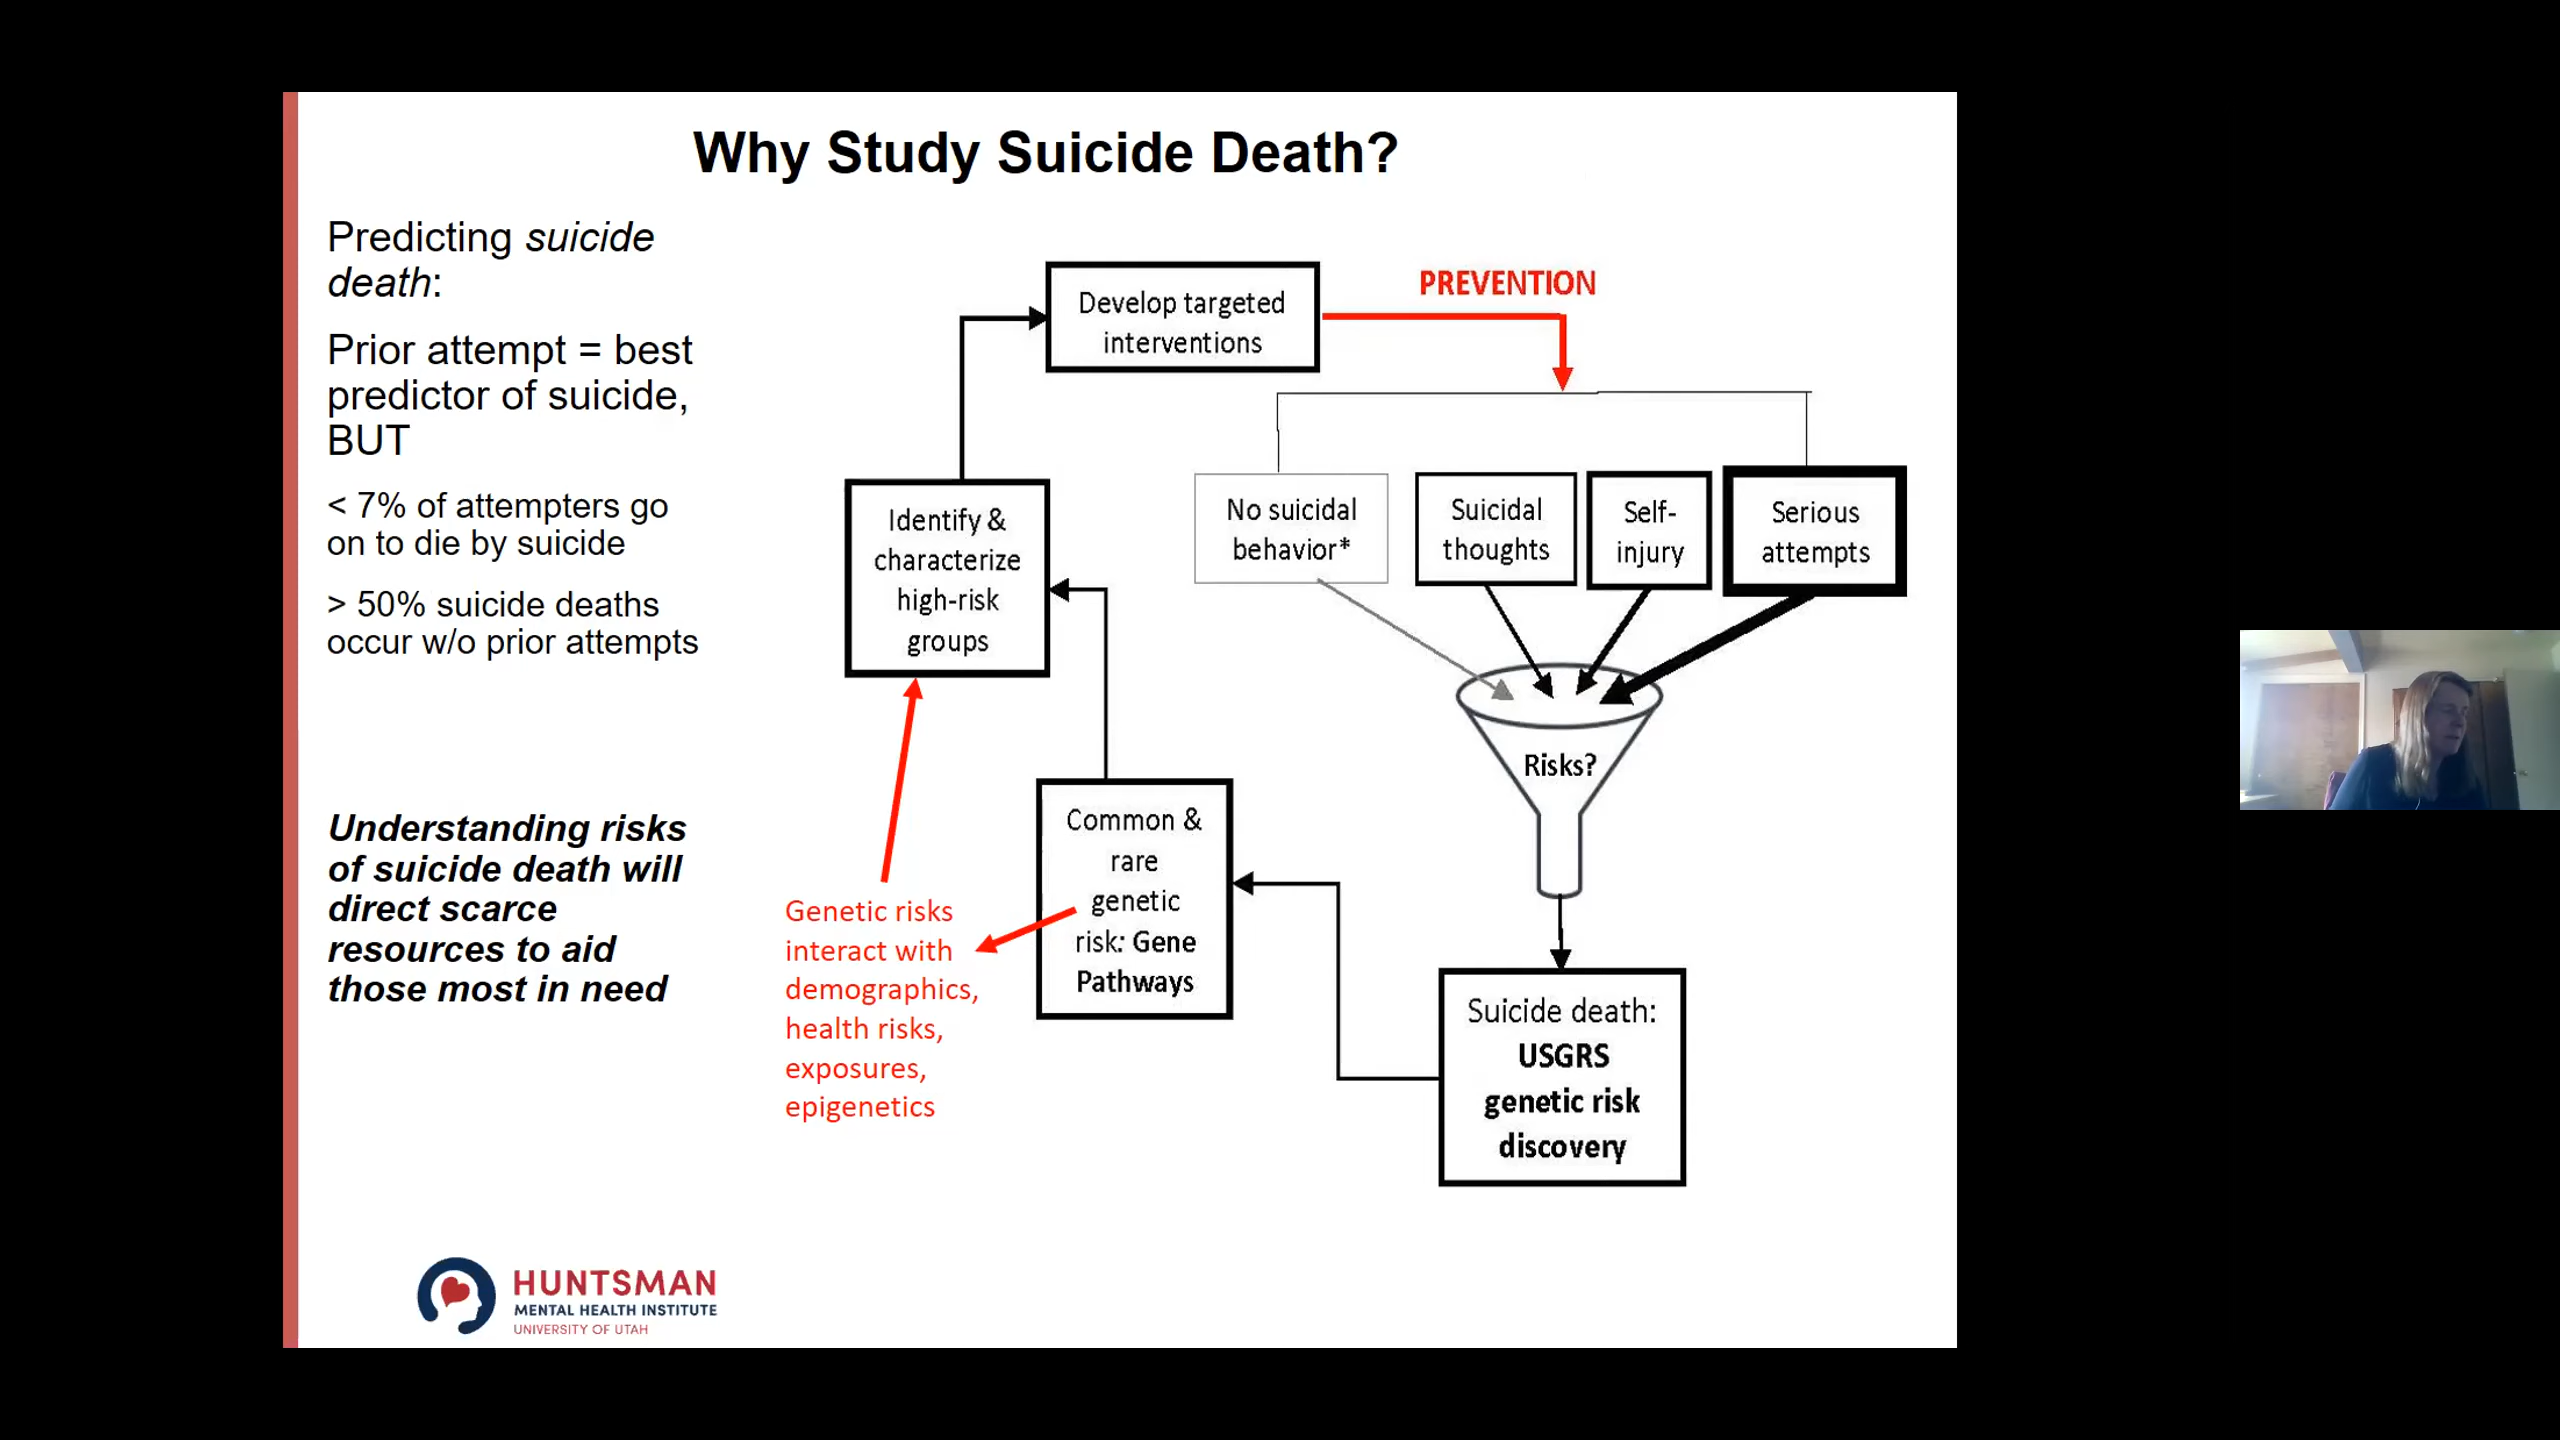 Why Study Suicide Death?
Predicting suicide
death:
Prior attempt = best
predictor of suicide,
BUT
< 7% of attempters go
on to die by suicide
> 50% suicide deaths
occur w/o prior attempts
Understanding risks
of suicide death will
direct scarce
resources to aid
those most in need
Develop targeted
interventions
PREVENTION
Identify &
characterize
high-risk
groups
No suicidal
behavior*
Suicidal
thoughts
Self-
injury
Serious
attempts
Risks?
Common &
rare
genetic
risk: Gene
Pathways
Genetic risks
interact with
demographics,
health risks,
exposures,
epigenetics
Suicide death:
USGRS
genetic risk
discovery
HUNTSMAN
MENTAL HEALTH INSTITUTE
UNIVERSITY OF UTAH